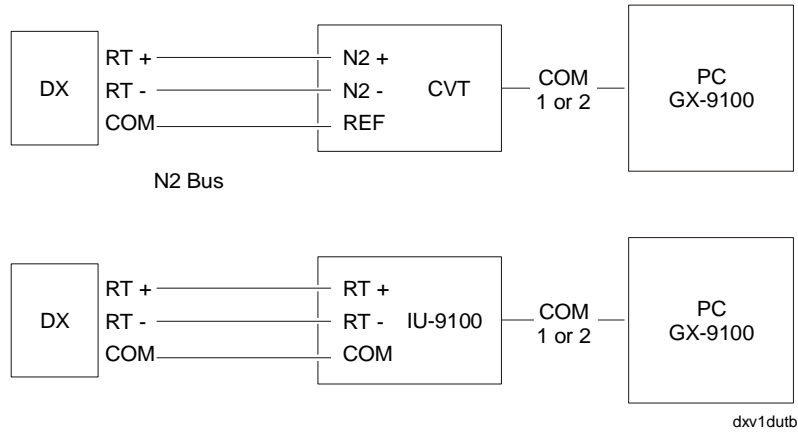 DX
RT +
RT -
COM
N2 +
N2 -
REF
CVT
COM
1 or 2
PC
GX-9100
N2 Bus
DX
RT +
RT -
COM
RT +
RT -
COM
IU-9100
COM
1 or 2
PC
GX-9100
dxv1dutb